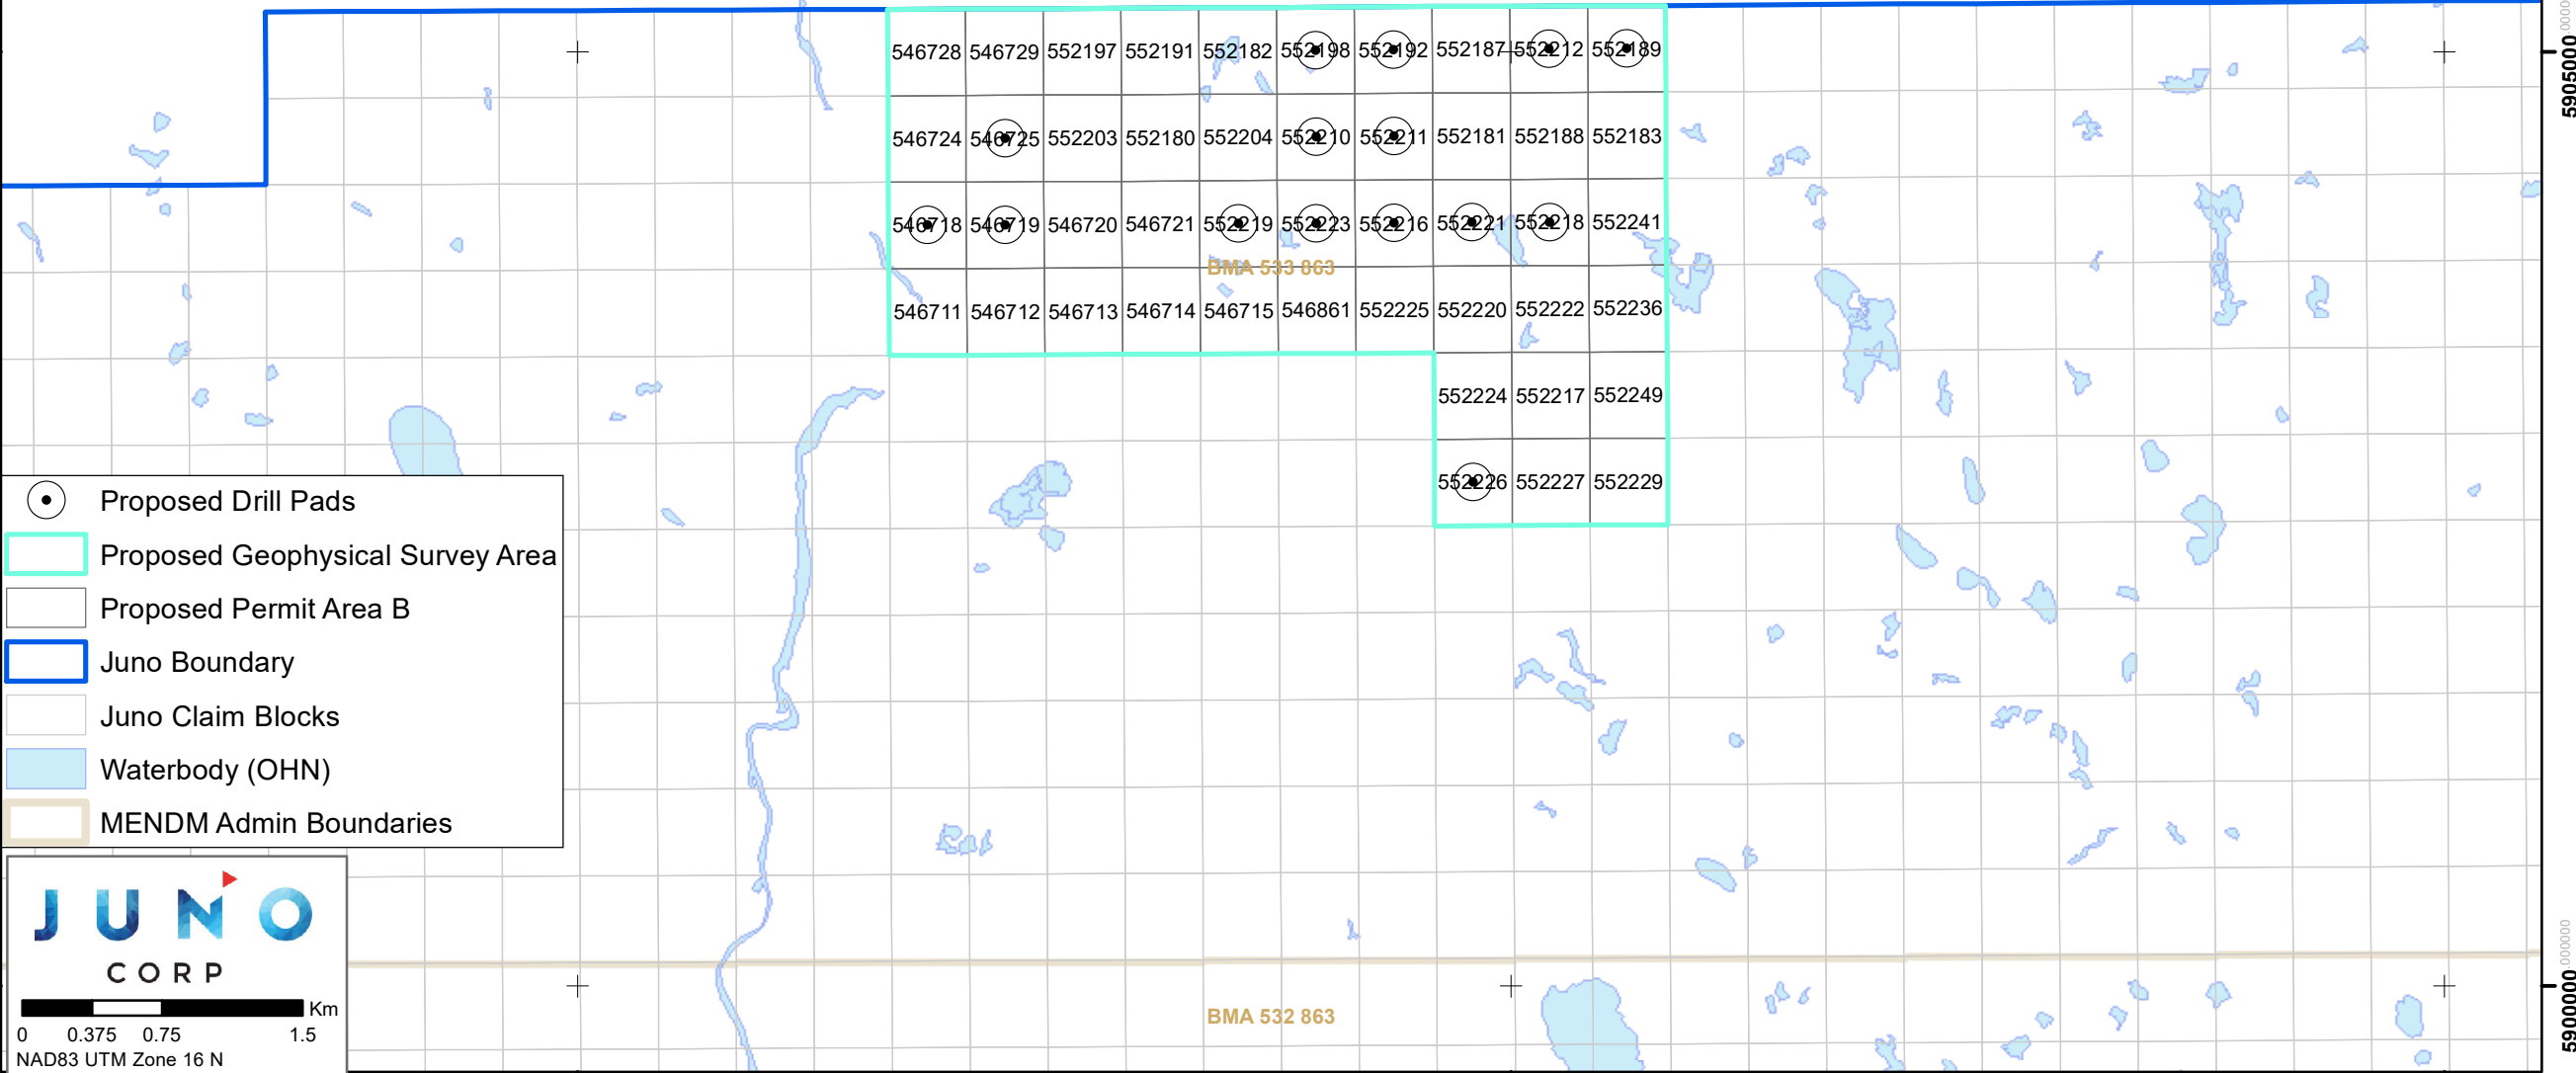 546728 546729 552197 552191 552182 552198 552192 552187 552212 552189
546724 546725 552203 552180 552204 552210 552211 552181 552188 552183
546718 546719 546720 546721 552219 552223 552216 552221 552218 552241
BMA 533 863
546711 546712 546713 546714 546715 546861 552225 552220 552222 552236
552224 552217 552249
552226 552227 552229
Proposed Drill Pads
Proposed Geophysical Survey Area
Proposed Permit Area B
Juno Boundary
Juno Claim Blocks
Waterbody (OHN)
MENDM Admin Boundaries
JUNO
CORP
Km
0 0.375 0.75 1.5
NAD83 UTM Zone 16 N
BMA 532 863
5905000
5900000
000000